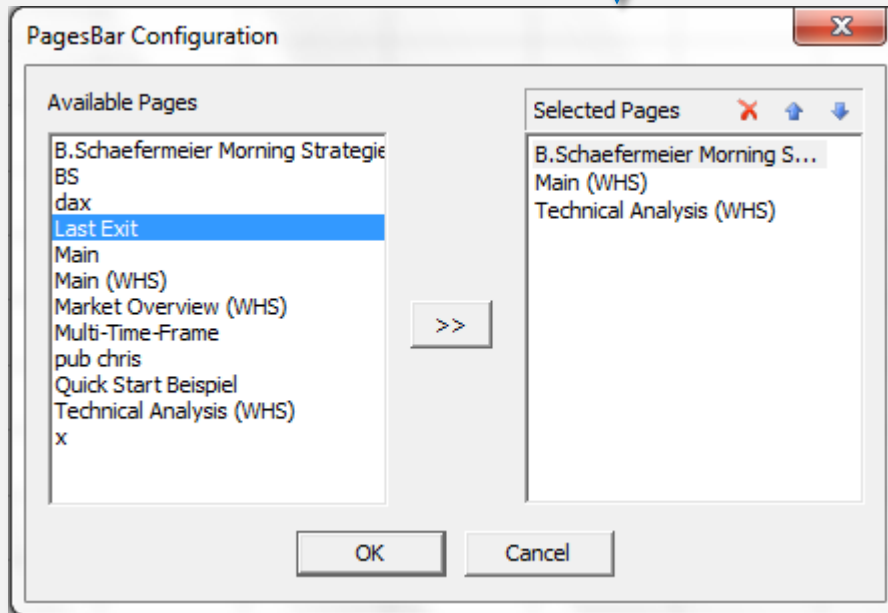 PagesBar Configuration
Available Pages
B.Schaefermeier Morning Strategie
BS
dax
Last Exit
Main
Main (WHS)
Market Overview (WHS)
Multi-Time-Frame
pub chris
Quick Start Beispiel
Technical Analysis (WHS)
x
>>
Selected Pages
B.Schaefermeier Morning S...
Main (WHS)
Technical Analysis (WHS)
OK
Cancel